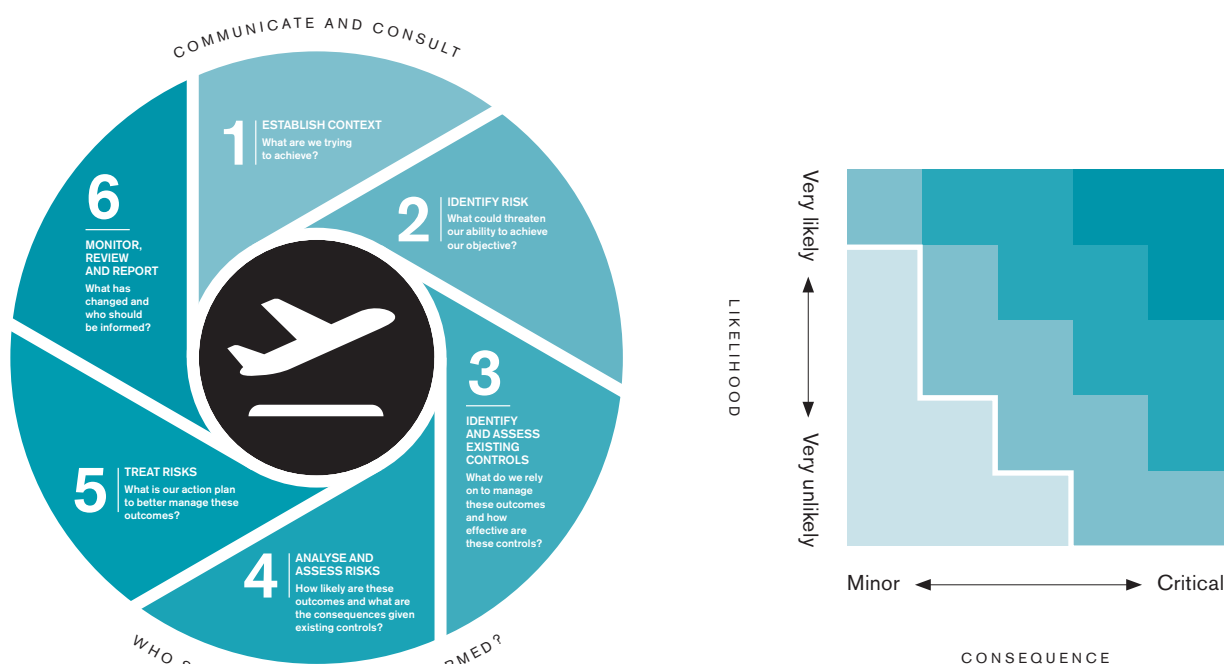 COMMUNICATE AND CONSULT
1
ESTABLISH CONTEXT
What are we trying
to achieve?
2
IDENTIFY RISK
What could threaten
our ability to achieve
our objective?
3
IDENTIFY
AND ASSESS
EXISTING
CONTROLS
What do we rely
on to manage
these outcomes
and how
effective are
these controls?
4
ANALYSE AND
ASSESS RISKS
How likely are these
outcomes and what are
the consequences given
existing controls?
5
TREAT RISKS
What is our action plan
to better manage these
outcomes?
6
MONITOR,
REVIEW
AND REPORT
What has
changed and
who should
be informed?
WHO
LIKELIHOOD
Very likely
Very unlikely
Minor
Critical
CONSEQUENCE